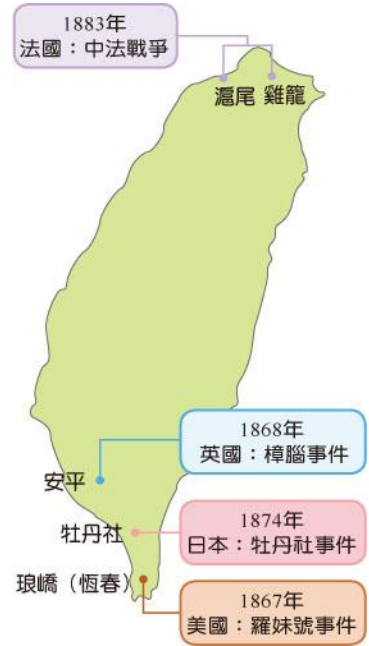 1883年
法國：中法戰爭
滬尾 雞籠
1868年
英國：樟腦事件
安平
牡丹社
1874年
日本：牡丹社事件
琅嶠（恆春）
1867年
美國：羅妹號事件